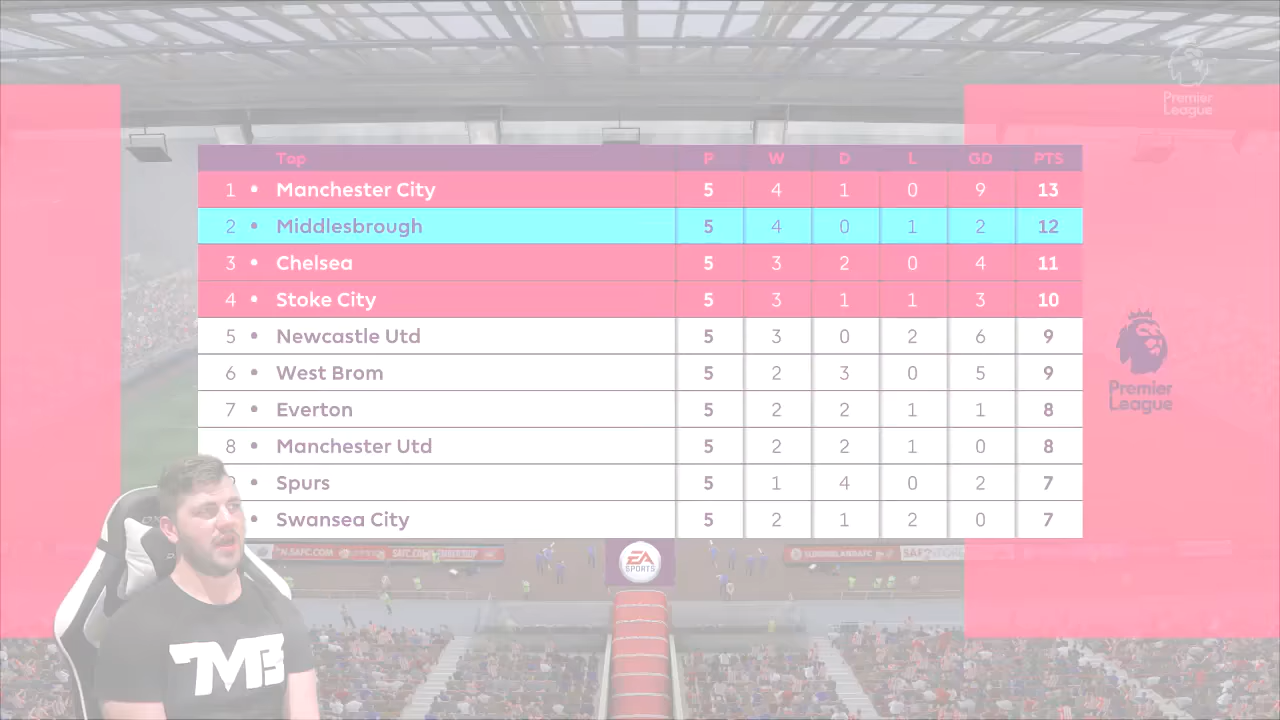 Premier
League
Top P W D L GD PTS
1 • Manchester City 5 4 1 0 9 13
2 • Middlesbrough 5 4 0 1 2 12
3 • Chelsea 5 3 2 0 4 11
4 • Stoke City 5 3 1 1 3 10
5 • Newcastle Utd 5 3 0 2 6 9
6 • West Brom 5 2 3 0 5 9
7 • Everton 5 2 2 1 1 8
8 • Manchester Utd 5 2 2 1 0 8
• Spurs 5 1 4 0 2 7
• Swansea City 5 2 1 2 0 7
Premier
League
EA
SPORTS
TMB